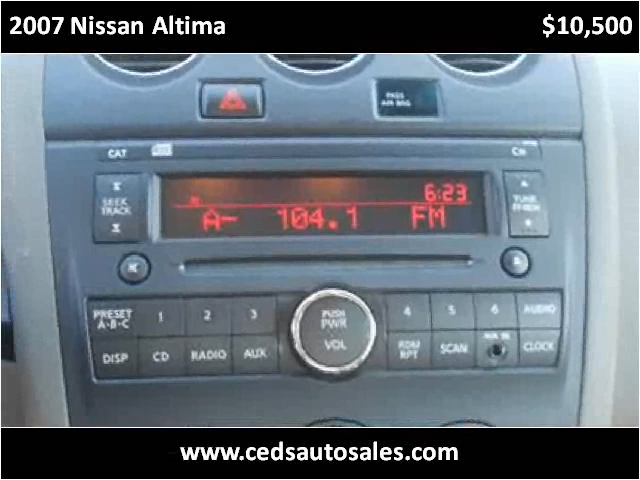 2007 Nissan Altima $10,500
PASS
AIR BAG
CAT
SEEK
TRACK
6:23
A- 104.1 FM
TUNE
PRESET
A·B·C
1 2 3
PUSH
PWR
VOL
4 5 6 AUDIO
DISP CD RADIO AUX
RDM
RPT
SCAN
AUX IN
CLOCK
www.cedsautosales.com